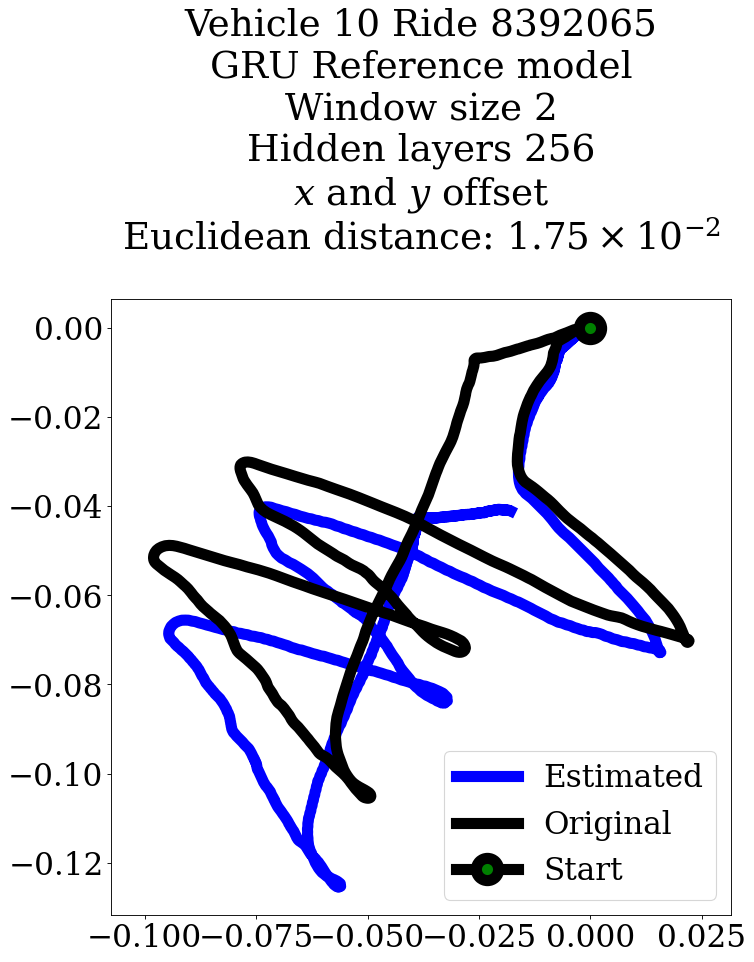 Vehicle 10 Ride 8392065
GRU Reference model
Window size 2
Hidden layers 256
x and y offset
Euclidean distance: 1.75 × 10⁻²
0.00
−0.02
−0.04
−0.06
−0.08
−0.10
−0.12
−0.100 −0.075 −0.050 −0.025 0.000 0.025
Estimated
Original
Start